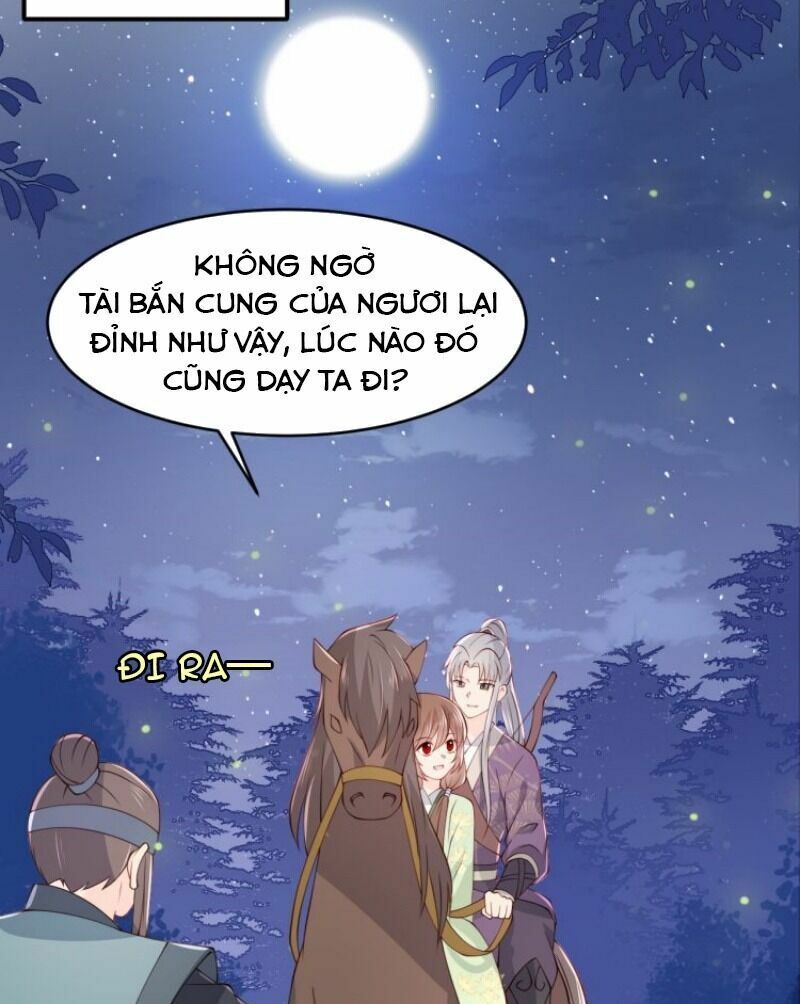 KHÔNG NGỜ
TÀI BẮN CUNG CỦA NGƯƠI LẠI
ĐỈNH NHƯ VẬY, LÚC NÀO ĐÓ
CŨNG DẠY TA ĐI?
ĐI RA—